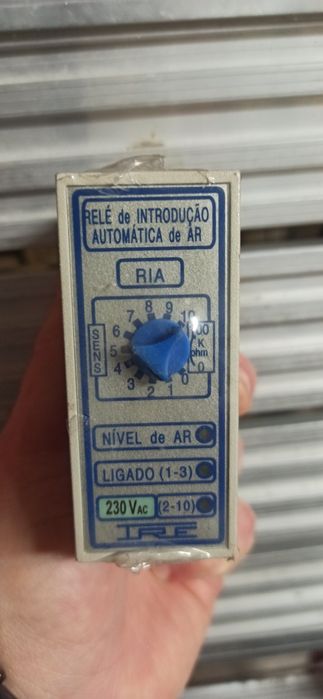 RELÉ de INTRODUÇÃO
AUTOMÁTICA de AR
RIA
SENS
10
9
8
7
6
5
4
3
2
1
0
100
K
ohm
0
NÍVEL de AR
LIGADO (1-3)
230 VAC (2-10)
TRE